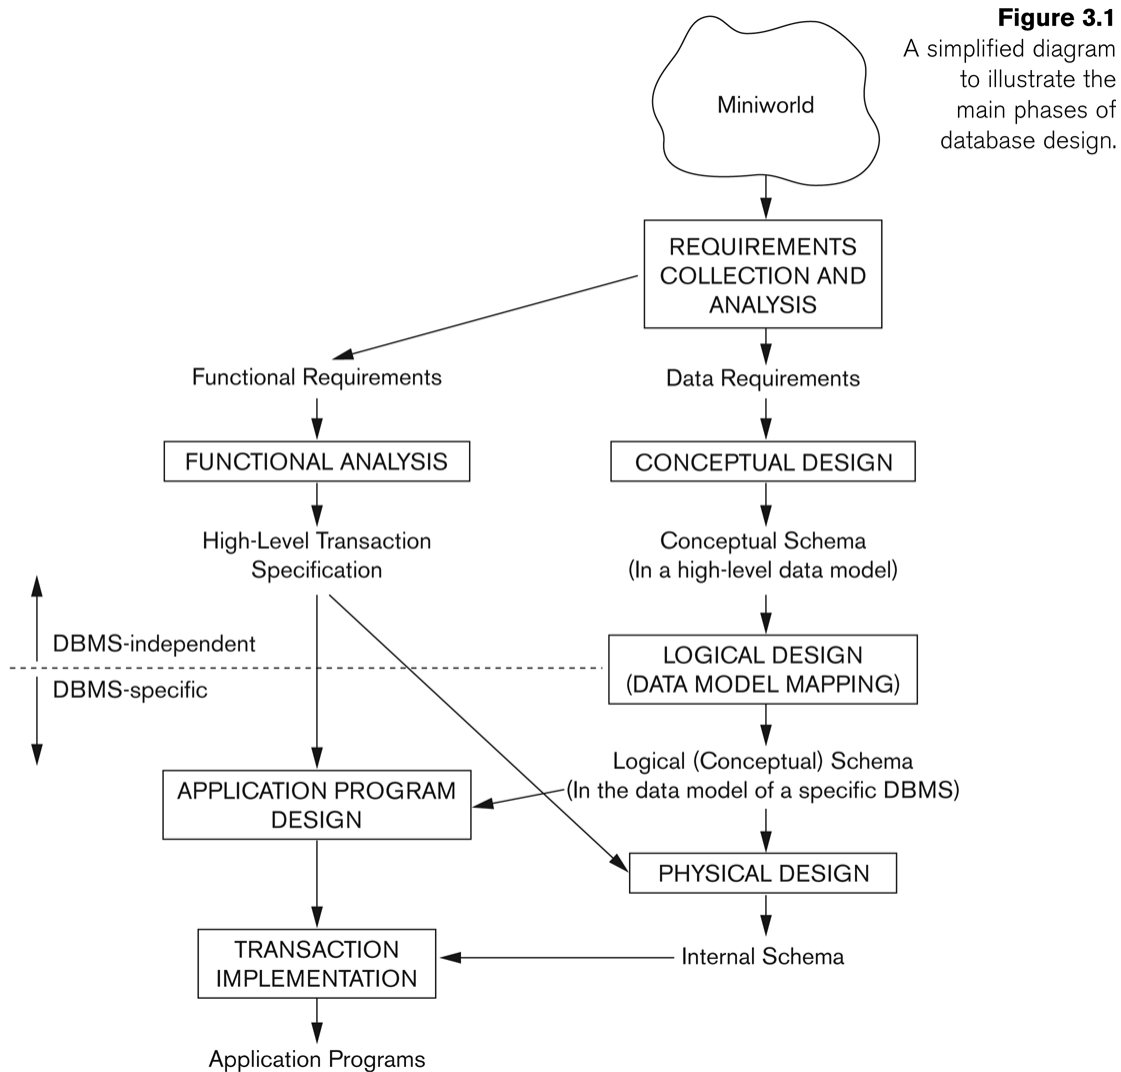 Figure 3.1
A simplified diagram
to illustrate the
main phases of
database design.
Miniworld
REQUIREMENTS
COLLECTION AND
ANALYSIS
Functional Requirements
Data Requirements
FUNCTIONAL ANALYSIS
CONCEPTUAL DESIGN
High-Level Transaction
Specification
Conceptual Schema
(In a high-level data model)
DBMS-independent
DBMS-specific
LOGICAL DESIGN
(DATA MODEL MAPPING)
Logical (Conceptual) Schema
(In the data model of a specific DBMS)
APPLICATION PROGRAM
DESIGN
PHYSICAL DESIGN
TRANSACTION
IMPLEMENTATION
Internal Schema
Application Programs